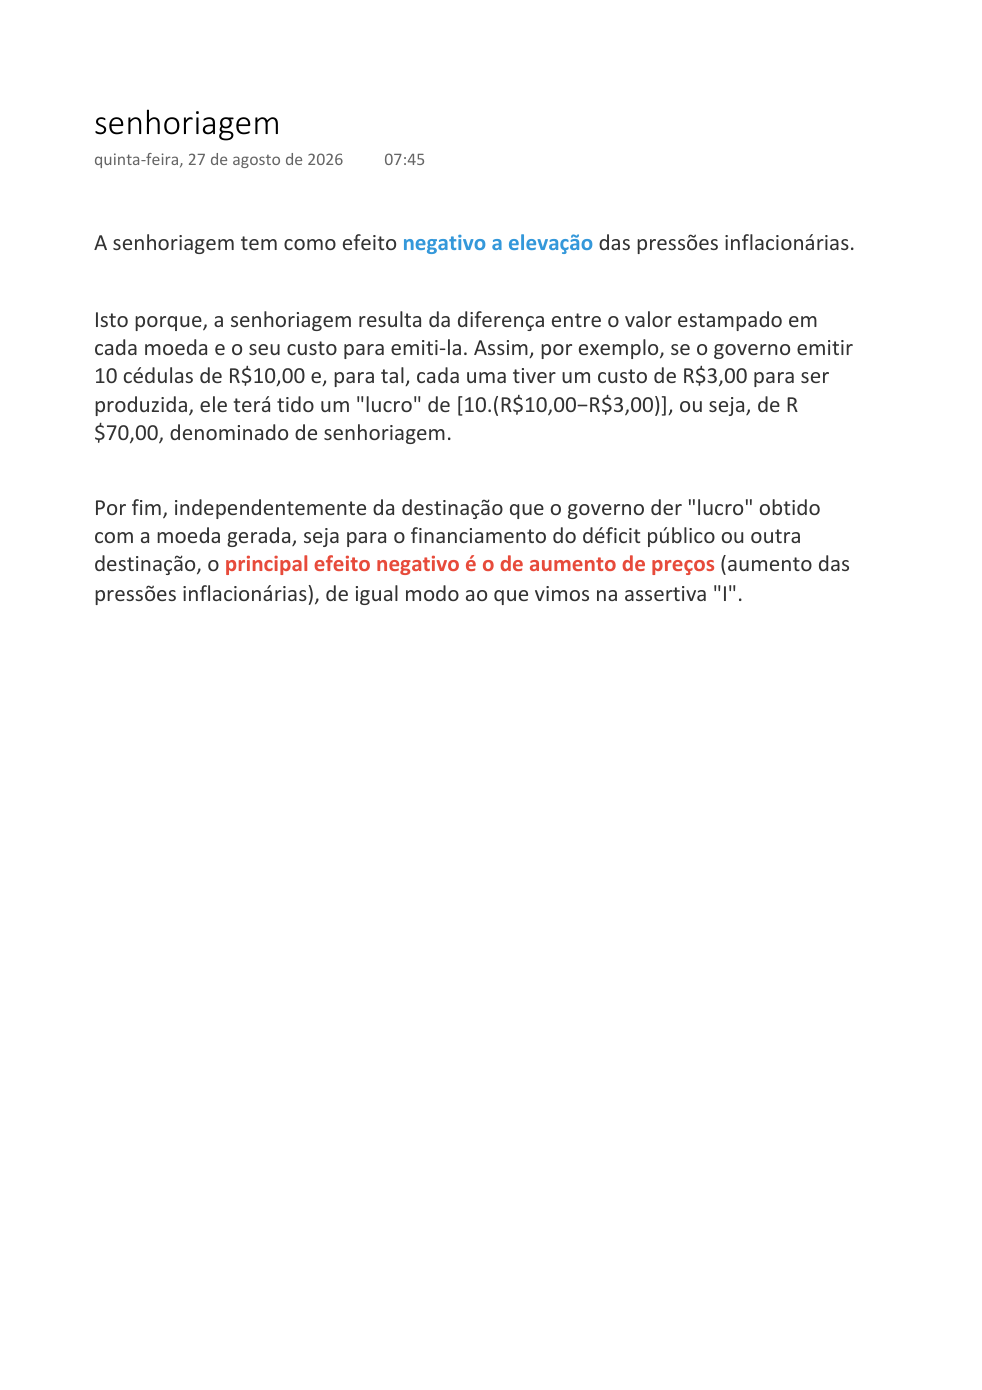 senhoriagem
quinta-feira, 27 de agosto de 2026 07:45
A senhoriagem tem como efeito negativo a elevação das pressões inflacionárias.
Isto porque, a senhoriagem resulta da diferença entre o valor estampado em
cada moeda e o seu custo para emiti-la. Assim, por exemplo, se o governo emitir
10 cédulas de R$10,00 e, para tal, cada uma tiver um custo de R$3,00 para ser
produzida, ele terá tido um "lucro" de [10.(R$10,00−R$3,00)], ou seja, de R
$70,00, denominado de senhoriagem.
Por fim, independentemente da destinação que o governo der "lucro" obtido
com a moeda gerada, seja para o financiamento do déficit público ou outra
destinação, o principal efeito negativo é o de aumento de preços (aumento das
pressões inflacionárias), de igual modo ao que vimos na assertiva "I".